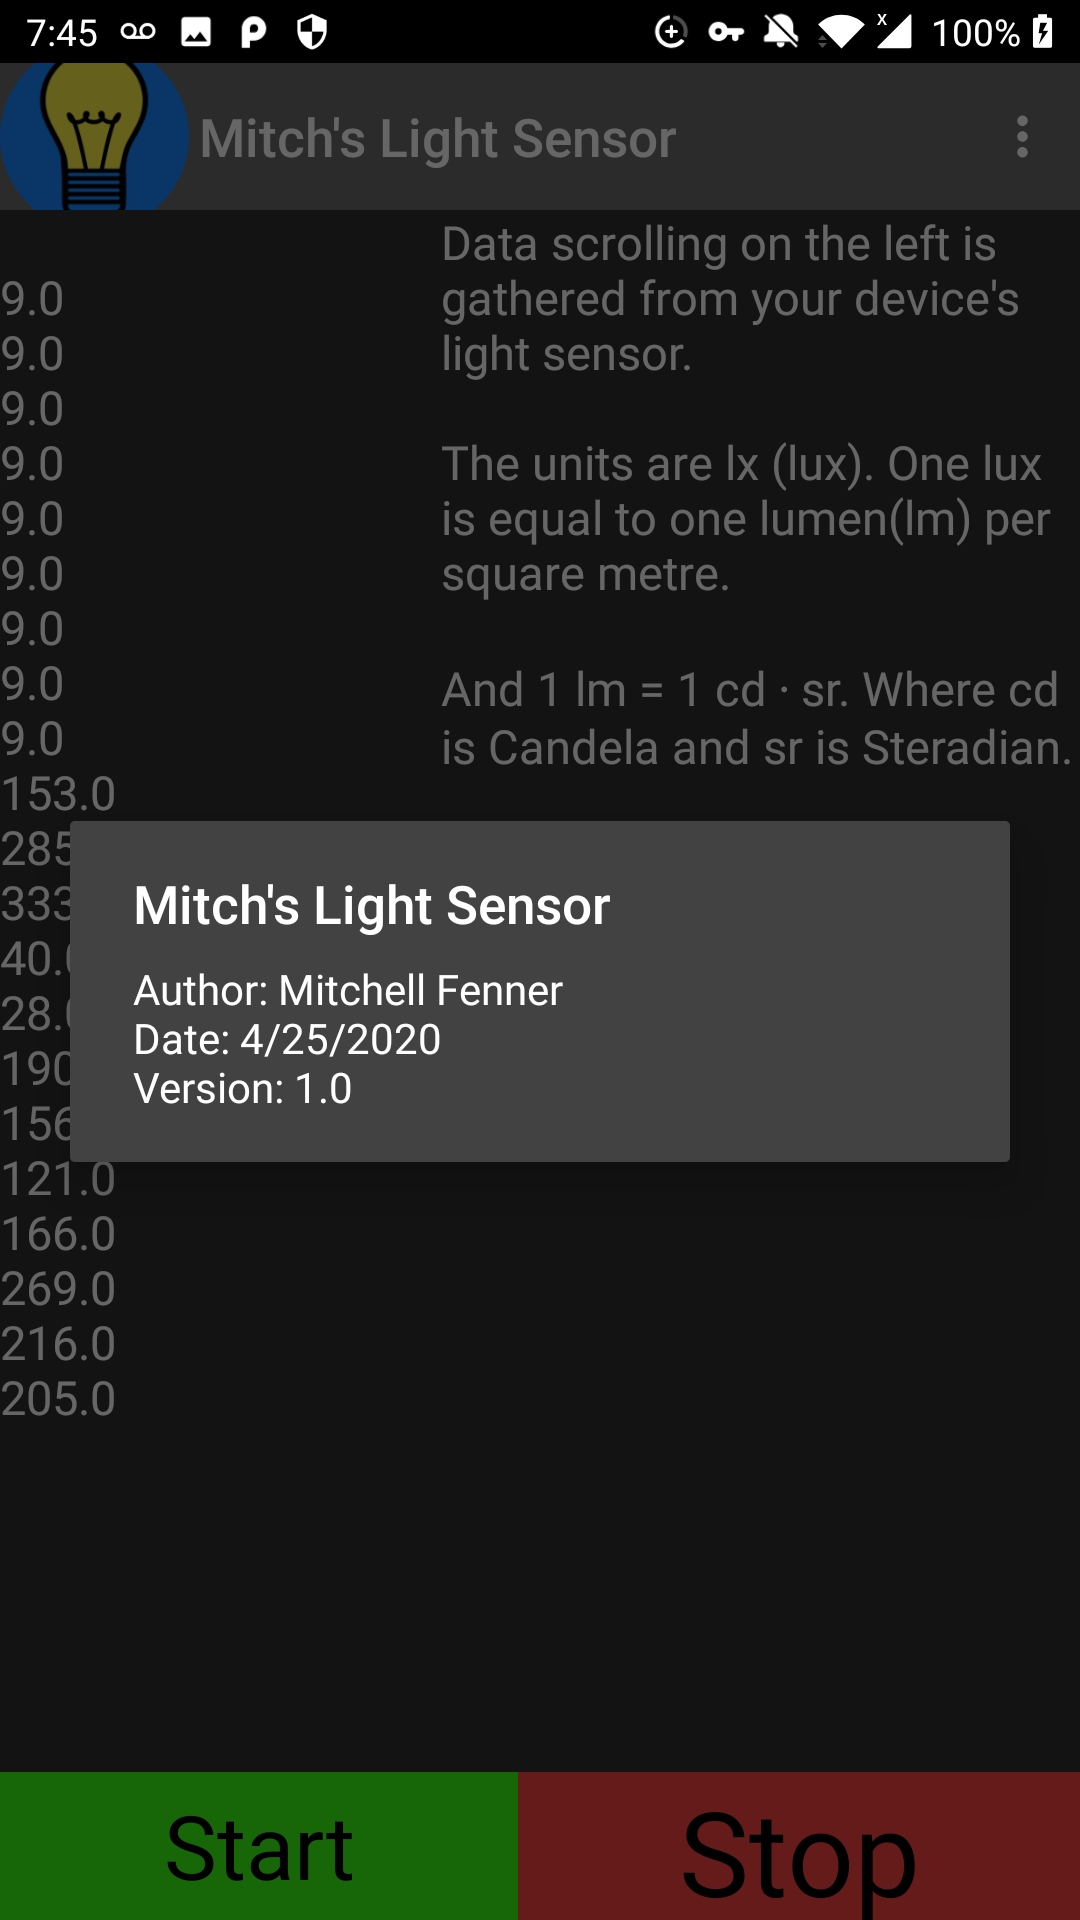 7:45
x
100%
Mitch's Light Sensor
Data scrolling on the left is
gathered from your device's
light sensor.
The units are lx (lux). One lux
is equal to one lumen(lm) per
square metre.
And 1 lm = 1 cd · sr. Where cd
is Candela and sr is Steradian.
9.0
9.0
9.0
9.0
9.0
9.0
9.0
9.0
9.0
153.0
285
333
40.
28.
190
156
121.0
166.0
269.0
216.0
205.0
Mitch's Light Sensor
Author: Mitchell Fenner
Date: 4/25/2020
Version: 1.0
Start
Stop